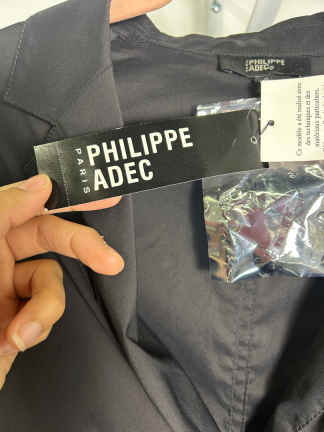 PHILIPPE
ADEC
PARIS
PHILIPPE
ADEC
Ce modèle a été réalisé avec
des techniques et des
matériaux particuliers.